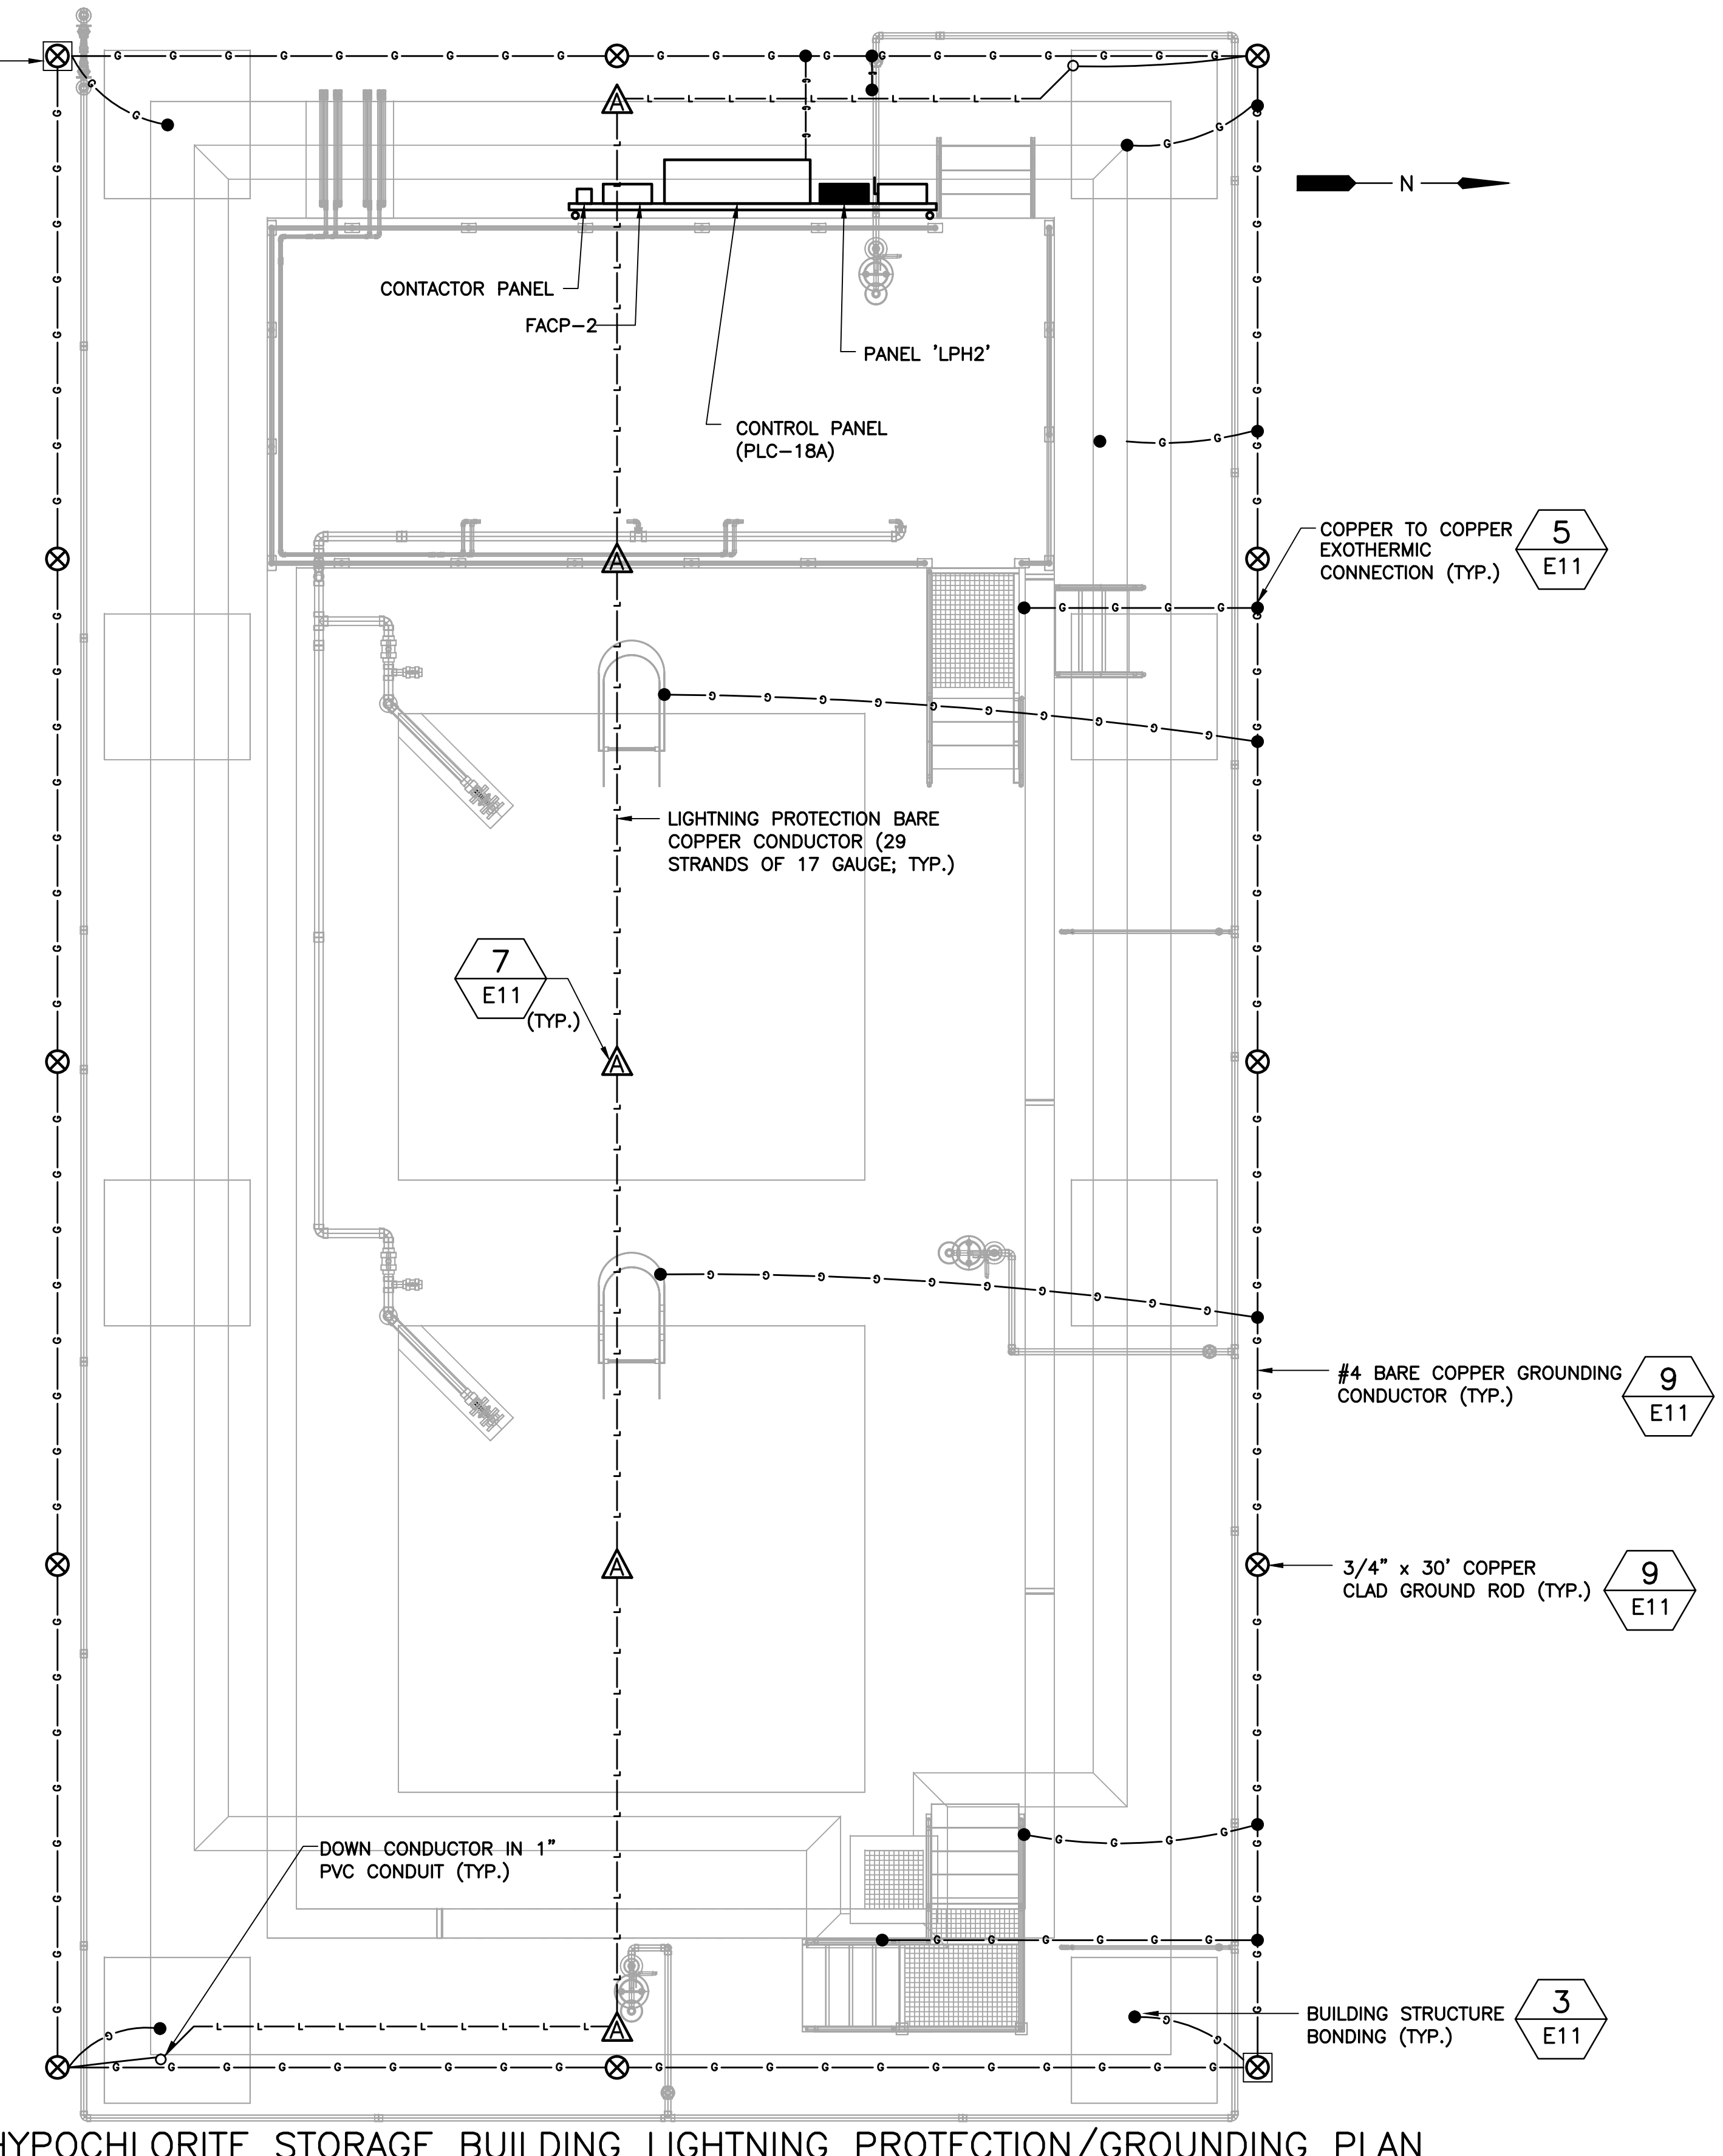 N
CONTACTOR PANEL
FACP-2
PANEL 'LPH2'
CONTROL PANEL
(PLC-18A)
COPPER TO COPPER
EXOTHERMIC
CONNECTION (TYP.)
5
E11
LIGHTNING PROTECTION BARE
COPPER CONDUCTOR (29
STRANDS OF 17 GAUGE; TYP.)
7
E11
(TYP.)
#4 BARE COPPER GROUNDING
CONDUCTOR (TYP.)
9
E11
3/4" x 30' COPPER
CLAD GROUND ROD (TYP.)
9
E11
DOWN CONDUCTOR IN 1"
PVC CONDUIT (TYP.)
BUILDING STRUCTURE
BONDING (TYP.)
3
E11
HYPOCHLORITE STORAGE BUILDING LIGHTNING PROTECTION/GROUNDING PLAN